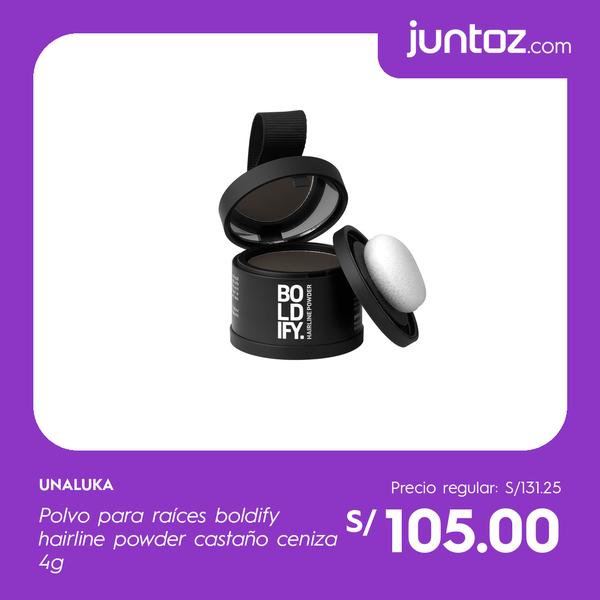 juntoz.com
BO
LD
IFY.
HAIRLINE POWDER
UNALUKA
Polvo para raíces boldify
hairline powder castaño ceniza
4g
Precio regular: S/131.25
S/ 105.00